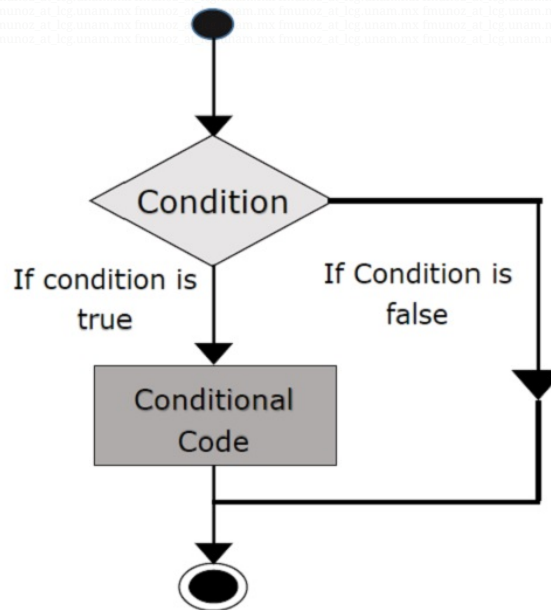 Condition
If condition is
true
If Condition is
false
Conditional
Code